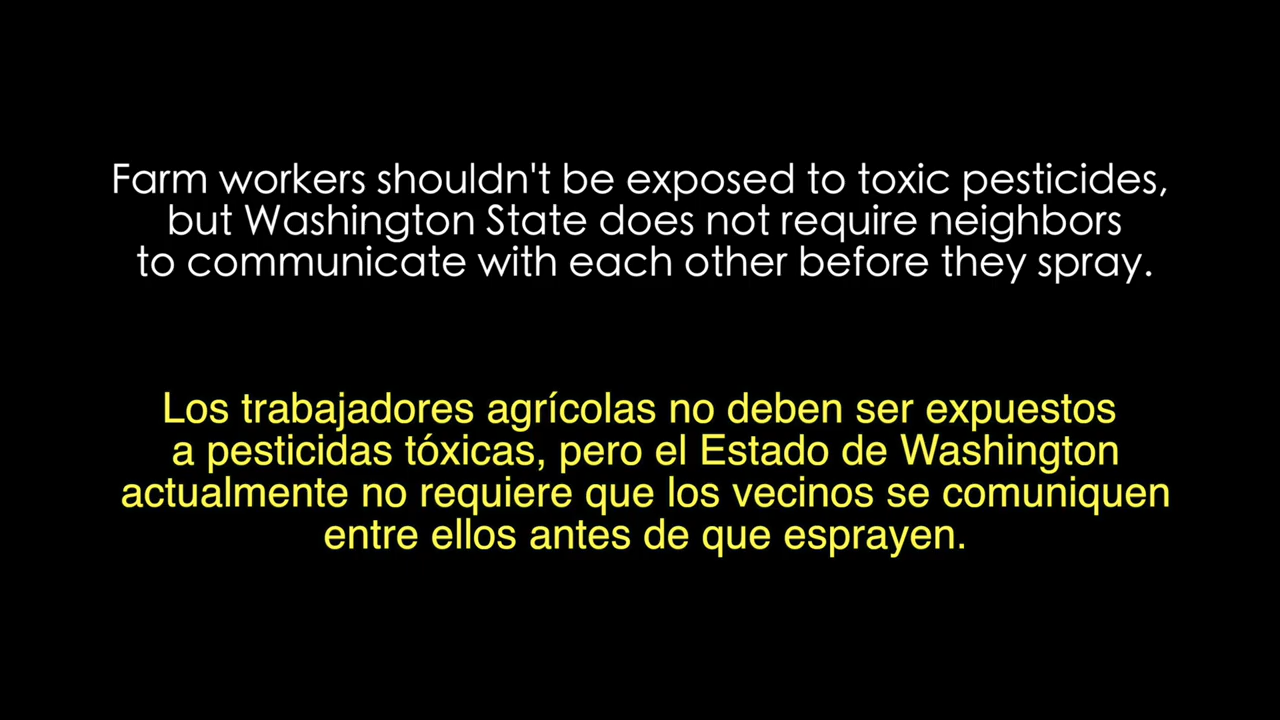 Farm workers shouldn't be exposed to toxic pesticides,
but Washington State does not require neighbors
to communicate with each other before they spray.
Los trabajadores agrícolas no deben ser expuestos
a pesticidas tóxicas, pero el Estado de Washington
actualmente no requiere que los vecinos se comuniquen
entre ellos antes de que esprayen.